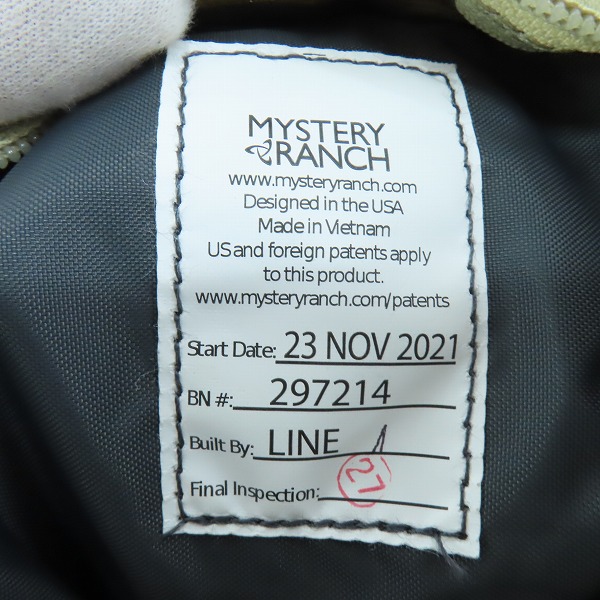 MYSTERY
RANCH
www.mysteryranch.com
Designed in the USA
Made in Vietnam
US and foreign patents apply
to this product.
www.mysteryranch.com/patents
Start Date: 23 NOV 2021
BN #: 297214
Built By: LINE 1
Final Inspection: 27